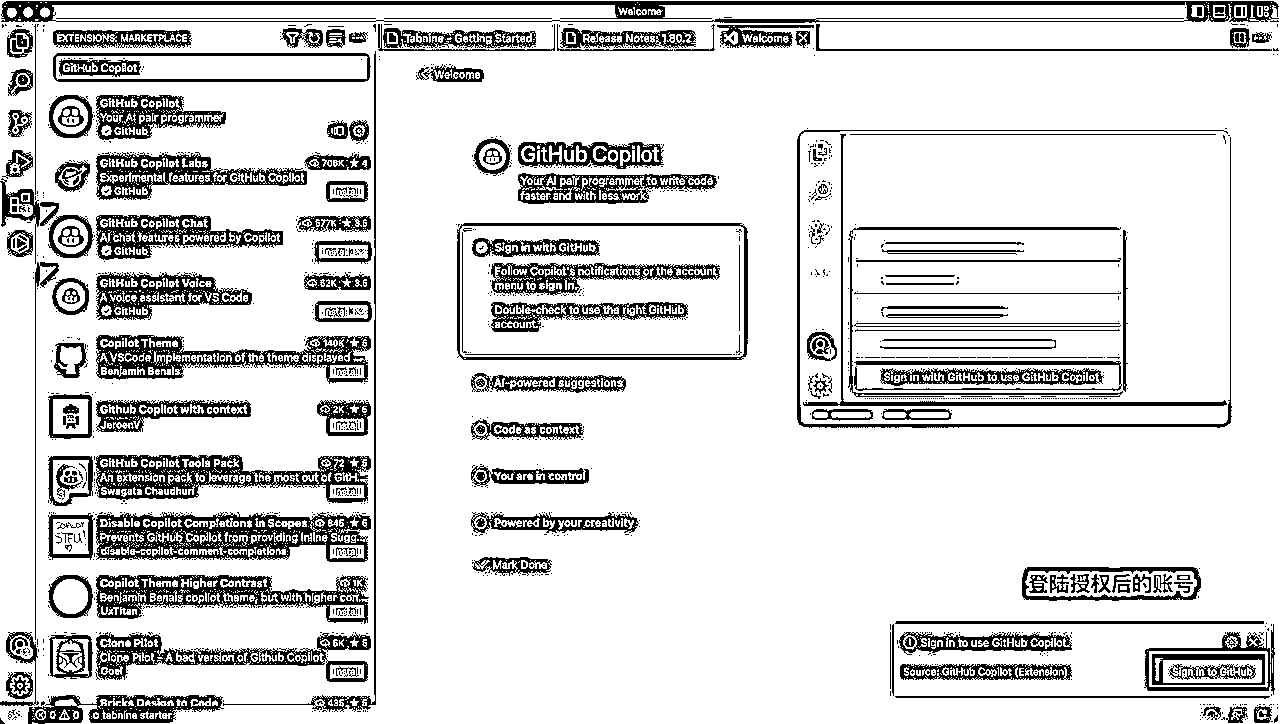 Welcome
EXTENSIONS: MARKETPLACE
GitHub Copilot
GitHub Copilot
Your AI pair programmer
GitHub
GitHub Copilot Labs 708K ★ 4
Experimental features for GitHub Copilot
GitHub Install
GitHub Copilot Chat 577K ★ 3.5
AI chat features powered by Copilot
GitHub Install
GitHub Copilot Voice 82K ★ 3.5
A voice assistant for VS Code
GitHub Install
Copilot Theme 140K ★ 5
A VSCode implementation of the theme displayed ...
Benjamin Benais Install
Github Copilot with context 2K ★ 5
JeroenV Install
GitHub Copilot Tools Pack 72 ★ 5
An extension pack to leverage the most out of GitH...
Swagata Chaudhuri Install
Disable Copilot Completions in Scopes 845 ★ 5
Prevents GitHub Copilot from providing Inline Sugg...
disable-copilot-comment-completions Install
Copilot Theme Higher Contrast 1K
Benjamin Benais copilot theme, but with higher con...
UxTitan Install
Clone Pilot 6K ★ 5
Clone Pilot - A bad version of Github Copilot
Goel Install
Bricks Design to Code 495 ★ 5
0 0 tabnine starter
Tabnine - Getting Started
Release Notes: 1.80.2
Welcome
Welcome
GitHub Copilot
Your AI pair programmer to write code
faster and with less work
Sign in with GitHub
Follow Copilot's notifications or the account
menu to sign in.
Double-check to use the right GitHub
account.
AI-powered suggestions
Code as context
You are in control
Powered by your creativity
Mark Done
Sign in with GitHub to use GitHub Copilot
登陆授权后的账号
Sign in to use GitHub Copilot.
Source: GitHub Copilot (Extension)
Sign in to GitHub